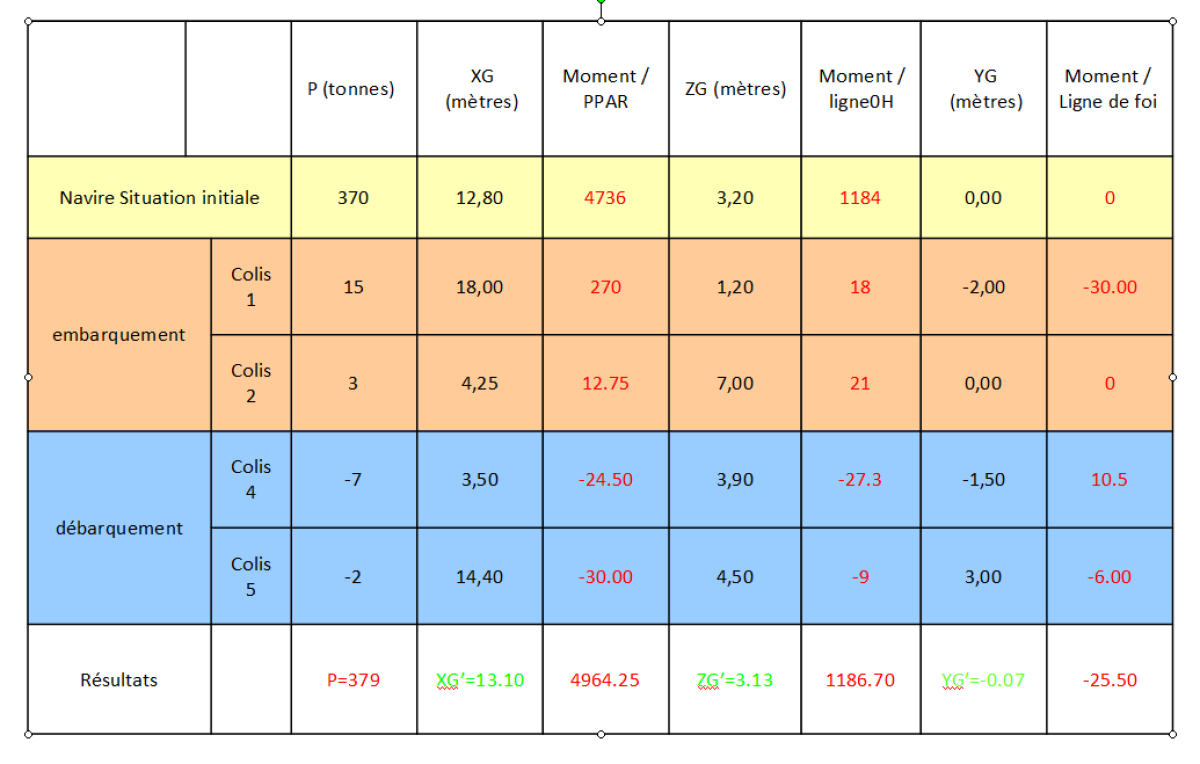 P (tonnes)
XG
(mètres)
Moment /
PPAR
ZG (mètres)
Moment /
ligne0H
YG
(mètres)
Moment /
Ligne de foi
Navire Situation initiale
370
12,80
4736
3,20
1184
0,00
0
embarquement
Colis
1
15
18,00
270
1,20
18
-2,00
-30.00
Colis
2
3
4,25
12.75
7,00
21
0,00
0
débarquement
Colis
4
-7
3,50
-24.50
3,90
-27.3
-1,50
10.5
Colis
5
-2
14,40
-30.00
4,50
-9
3,00
-6.00
Résultats
P=379
XG’=13.10
4964.25
ZG’=3.13
1186.70
YG’=-0.07
-25.50